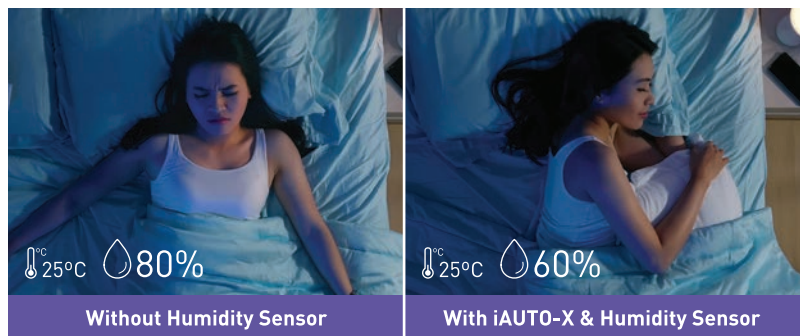 °C
25°C
80%
Without Humidity Sensor
°C
25°C
60%
With iAUTO-X & Humidity Sensor